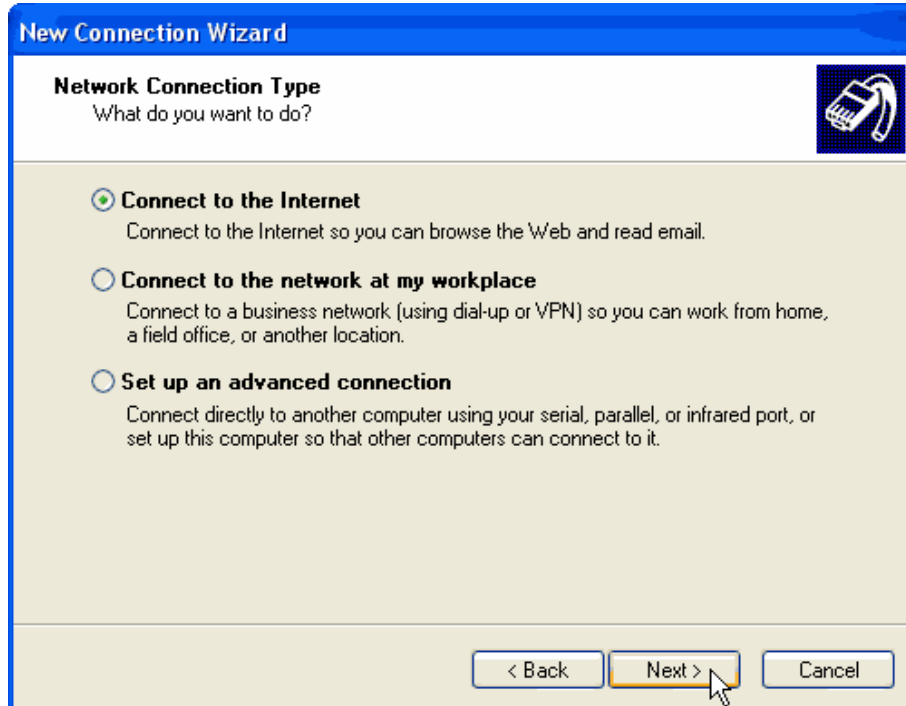 New Connection Wizard
Network Connection Type
What do you want to do?
Connect to the Internet
Connect to the Internet so you can browse the Web and read email.
Connect to the network at my workplace
Connect to a business network (using dial-up or VPN) so you can work from home,
a field office, or another location.
Set up an advanced connection
Connect directly to another computer using your serial, parallel, or infrared port, or
set up this computer so that other computers can connect to it.
< Back Next > Cancel